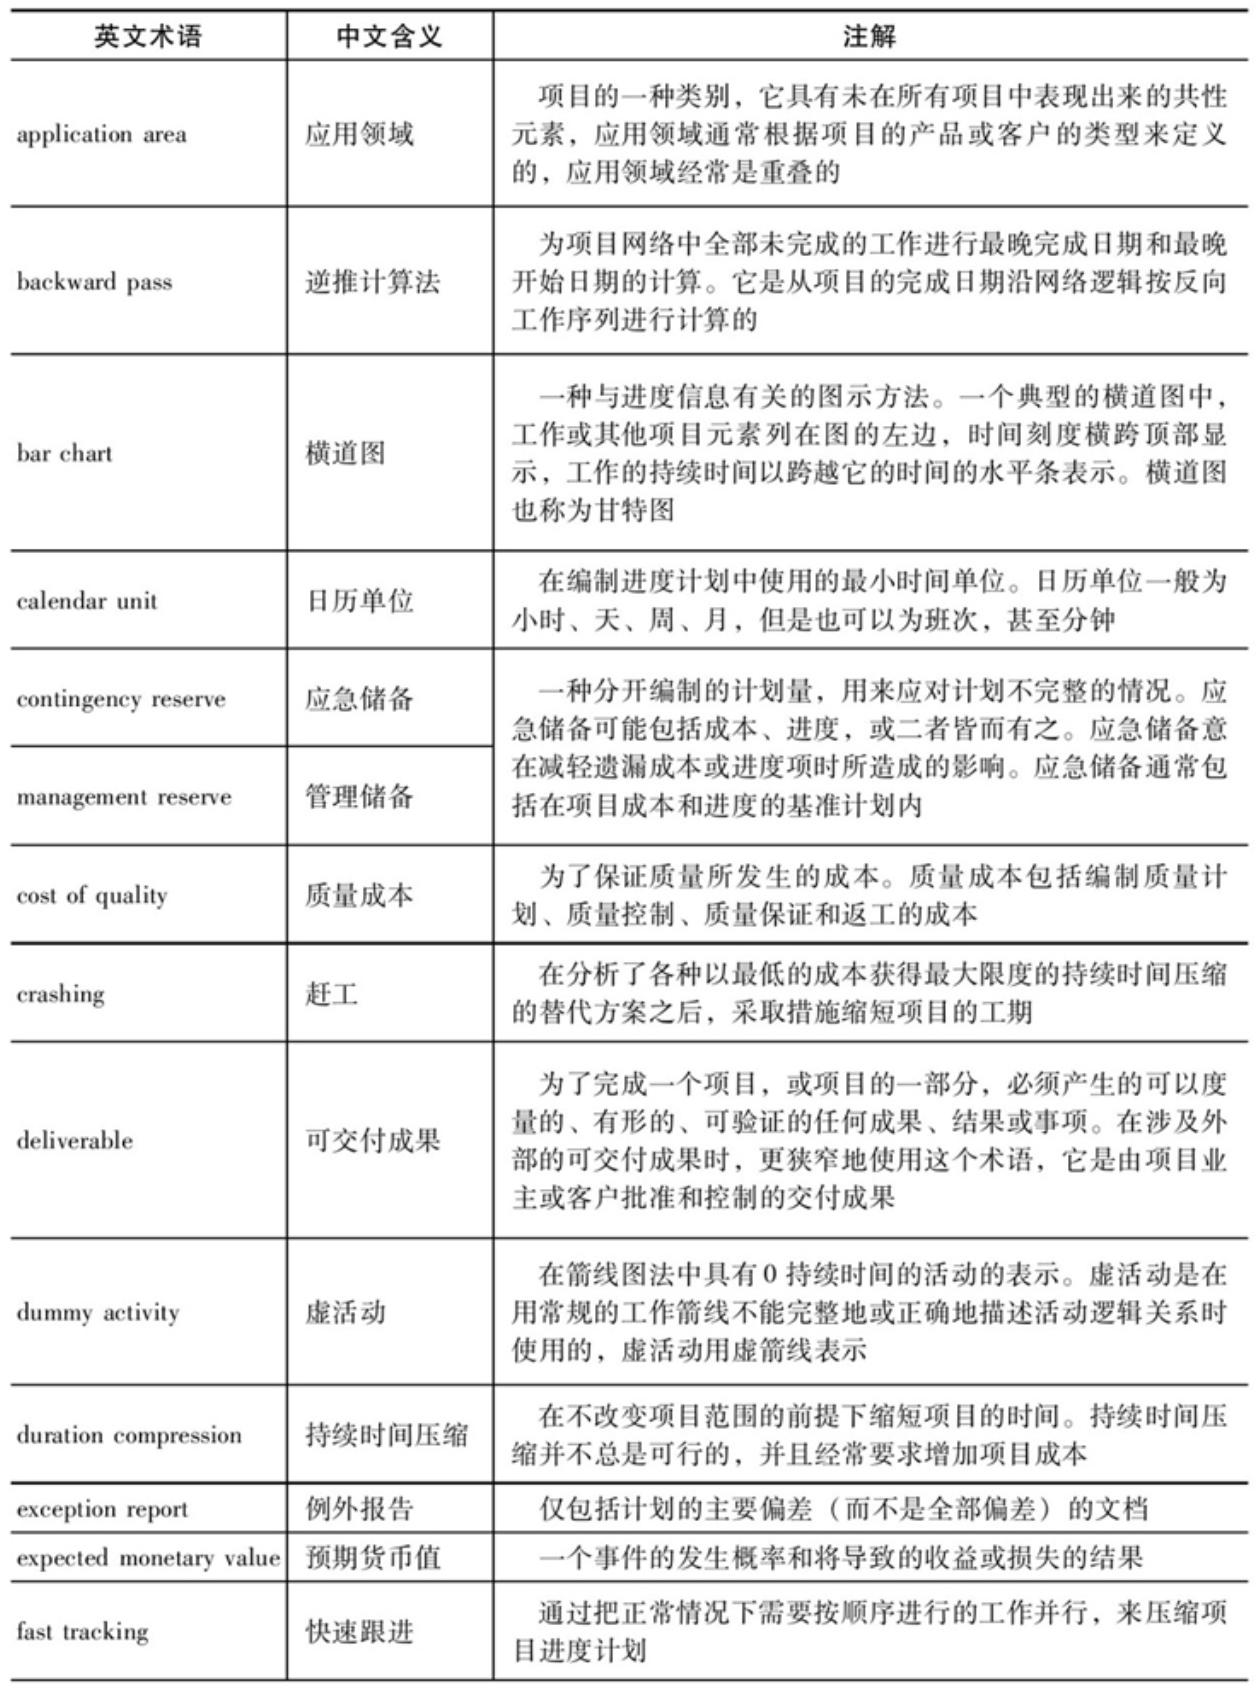 英文术语 中文含义 注解
application area 应用领域
项目的一种类别，它具有未在所有项目中表现出来的共性
元素，应用领域通常根据项目的产品或客户的类型来定义
的，应用领域经常是重叠的
backward pass 逆推计算法
为项目网络中全部未完成的工作进行最晚完成日期和最晚
开始日期的计算。它是从项目的完成日期沿网络逻辑按反向
工作序列进行计算的
bar chart 横道图
一种与进度信息有关的图示方法。一个典型的横道图中，
工作或其他项目元素列在图的左边，时间刻度横跨顶部显
示，工作的持续时间以跨越它的时间的水平条表示。横道图
也称为甘特图
calendar unit 日历单位
在编制进度计划中使用的最小时间单位。日历单位一般为
小时、天、周、月，但是也可以为班次，甚至分钟
contingency reserve 应急储备
management reserve 管理储备
一种分开编制的计划量，用来应对计划不完整的情况。应
急储备可能包括成本、进度，或二者皆而有之。应急储备意
在减轻遗漏成本或进度项时所造成的影响。应急储备通常包
括在项目成本和进度的基准计划内
cost of quality 质量成本
为了保证质量所发生的成本。质量成本包括编制质量计
划、质量控制、质量保证和返工的成本
crashing 赶工
在分析了各种以最低的成本获得最大限度的持续时间压缩
的替代方案之后，采取措施缩短项目的工期
deliverable 可交付成果
为了完成一个项目，或项目的一部分，必须产生的可以度
量的、有形的、可验证的任何成果、结果或事项。在涉及外
部的可交付成果时，更狭窄地使用这个术语，它是由项目业
主或客户批准和控制的交付成果
dummy activity 虚活动
在箭线图法中具有0持续时间的活动的表示。虚活动是在
用常规的工作箭线不能完整地或正确地描述活动逻辑关系时
使用的，虚活动用虚箭线表示
duration compression 持续时间压缩
在不改变项目范围的前提下缩短项目的时间。持续时间压
缩并不总是可行的，并且经常要求增加项目成本
exception report 例外报告 仅包括计划的主要偏差（而不是全部偏差）的文档
expected monetary value 预期货币值 一个事件的发生概率和将导致的收益或损失的结果
fast tracking 快速跟进
通过把正常情况下需要按顺序进行的工作并行，来压缩项
目进度计划